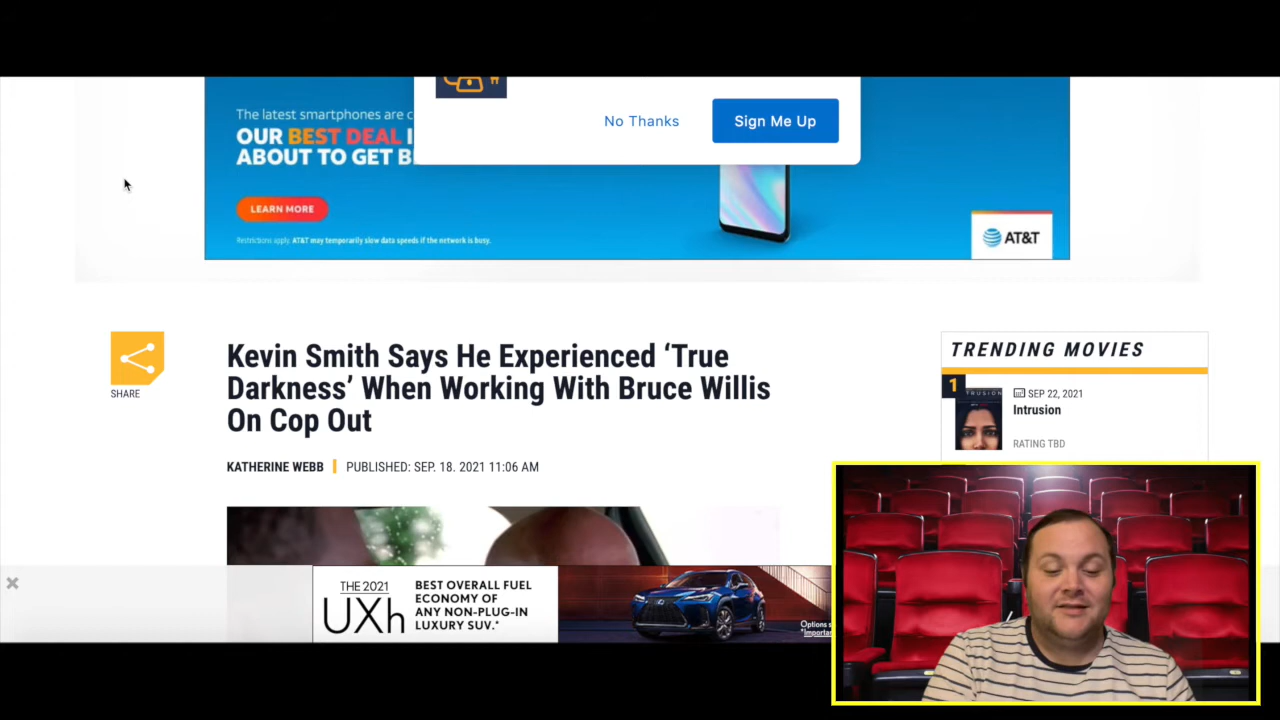 No Thanks
Sign Me Up
The latest smartphones are c
OUR BEST DEAL I
ABOUT TO GET B
LEARN MORE
Restrictions apply. AT&T may temporarily slow data speeds if the network is busy.
AT&T
SHARE
Kevin Smith Says He Experienced ‘True
Darkness’ When Working With Bruce Willis
On Cop Out
KATHERINE WEBB
PUBLISHED: SEP. 18. 2021 11:06 AM
TRENDING MOVIES
1
TRUSION
SEP 22, 2021
Intrusion
RATING TBD
THE 2021
UXh
BEST OVERALL FUEL
ECONOMY OF
ANY NON-PLUG-IN
LUXURY SUV.*
Options s
*Important